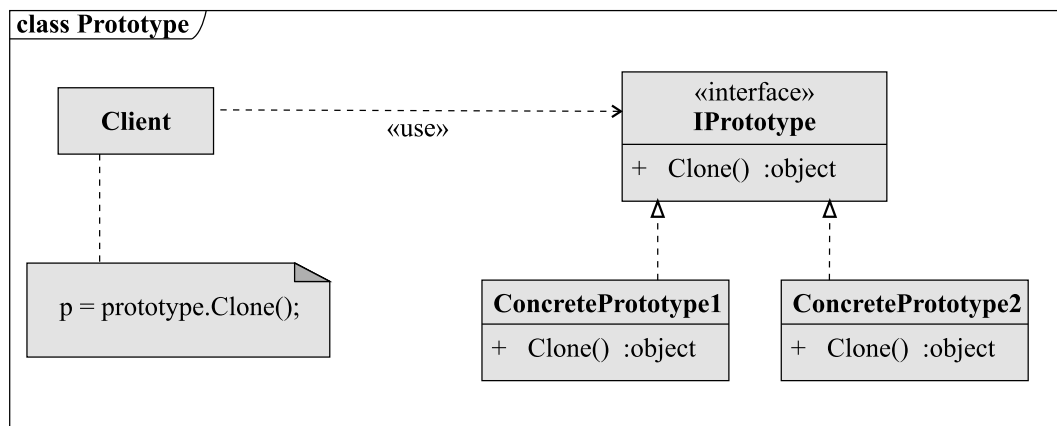 class Prototype
Client
«use»
«interface»
IPrototype
+ Clone() :object
p = prototype.Clone();
ConcretePrototype1
+ Clone() :object
ConcretePrototype2
+ Clone() :object